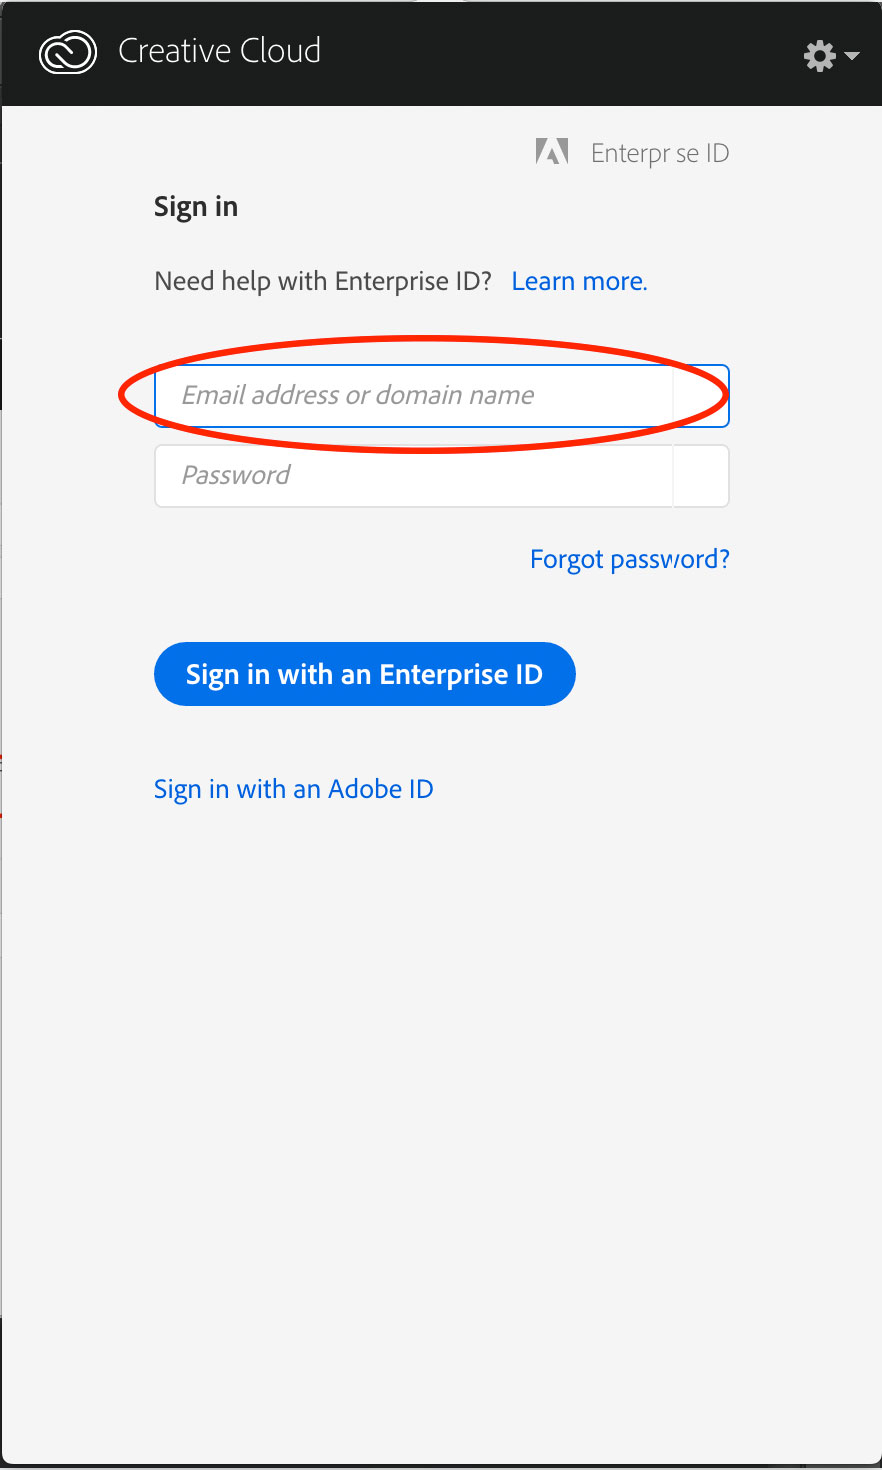 Creative Cloud
Enterpr se ID
Sign in
Need help with Enterprise ID? Learn more.
Email address or domain name
Password
Forgot password?
Sign in with an Enterprise ID
Sign in with an Adobe ID